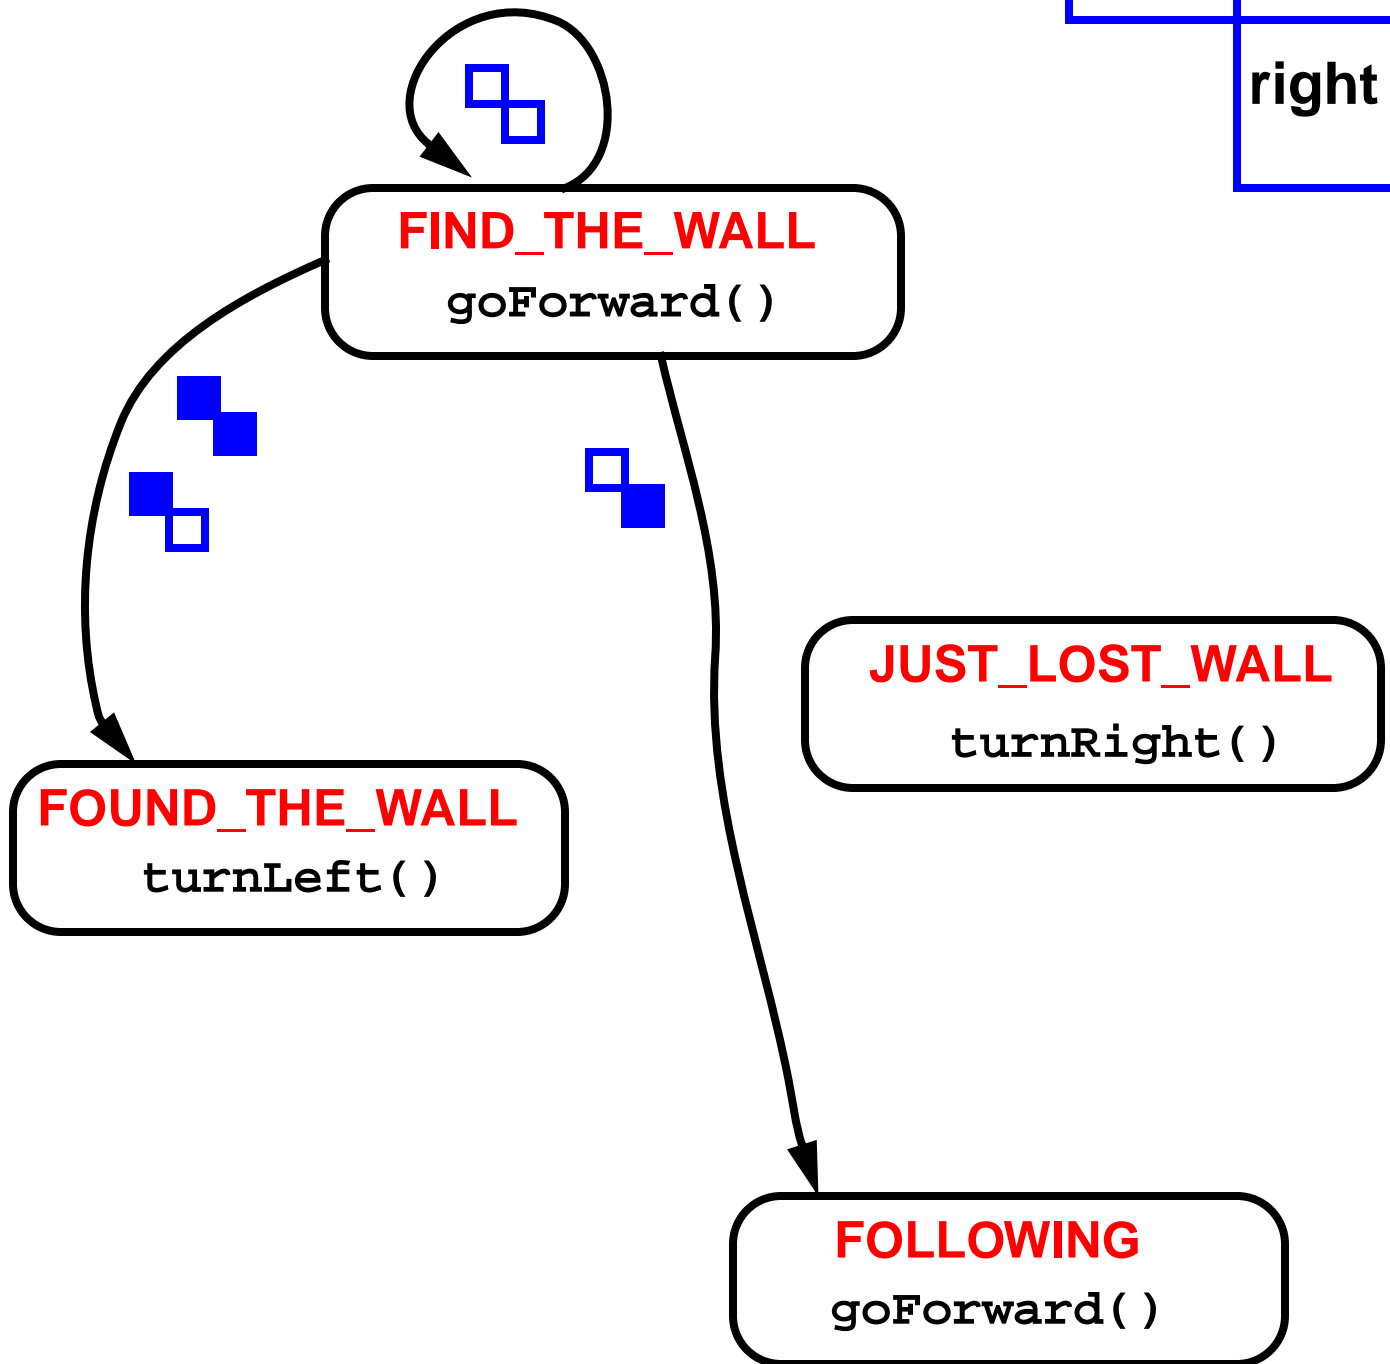 right
FIND_THE_WALL
goForward()
JUST_LOST_WALL
turnRight()
FOUND_THE_WALL
turnLeft()
FOLLOWING
goForward()